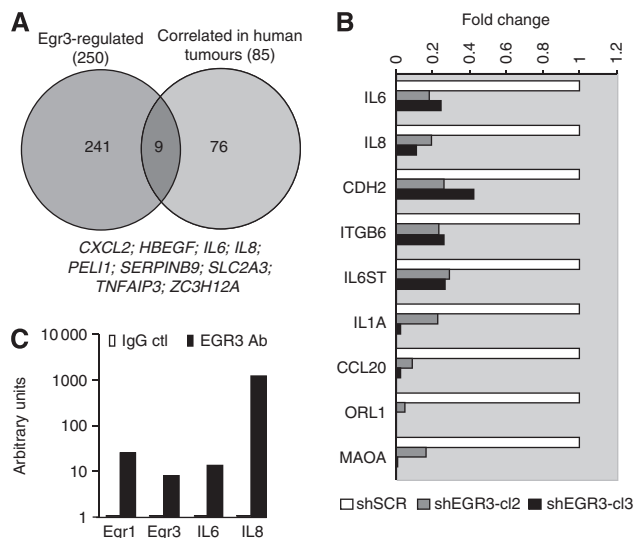 A
Egr3-regulated
(250)
Correlated in human
tumours (85)
241
9
76
CXCL2; HBEGF; IL6; IL8;
PELI1; SERPINB9; SLC2A3;
TNFAIP3; ZC3H12A
B
Fold change
0 0.2 0.4 0.6 0.8 1 1.2
IL6
IL8
CDH2
ITGB6
IL6ST
IL1A
CCL20
ORL1
MAOA
shSCR shEGR3-cl2 shEGR3-cl3
C
IgG ctl EGR3 Ab
Arbitrary units
10 000
1000
100
10
1
Egr1 Egr3 IL6 IL8